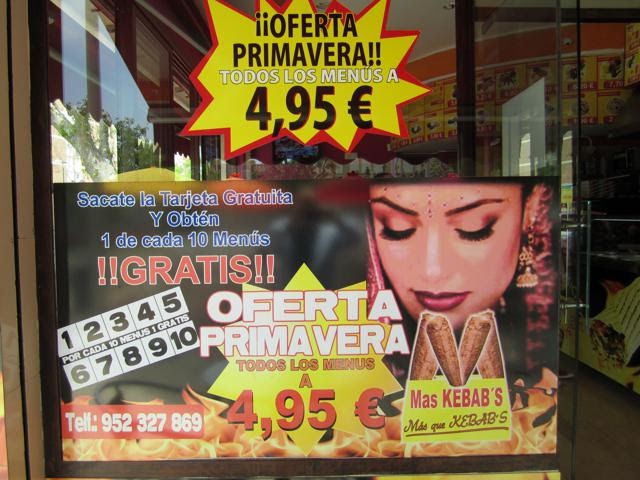 ¡¡OFERTA
PRIMAVERA!!
TODOS LOS MENÚS A
4,95 €
Sacate la Tarjeta Gratuita
Y Obtén
1 de cada 10 Menús
!!GRATIS!!
1 2 3 4 5
POR CADA 10 MENUS 1 GRATIS
6 7 8 9 10
OFERTA
PRIMAVERA
TODOS LOS MENUS
A
4,95 €
Telf.: 952 327 869
Mas KEBAB´S
Más que KEBAB´S